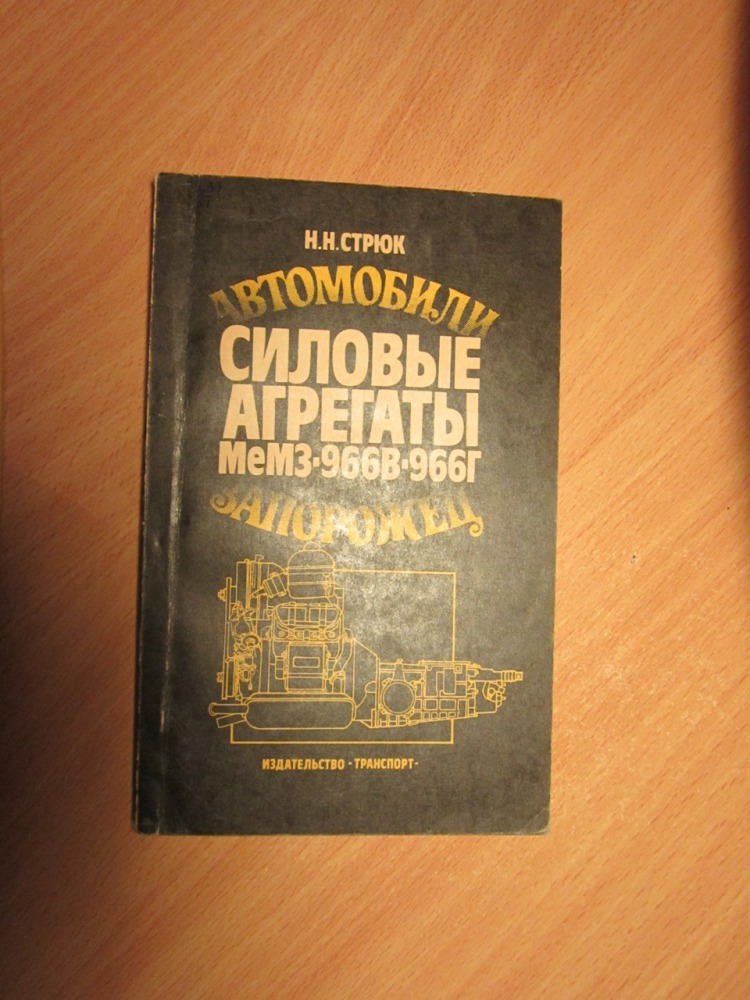 Н.Н.СТРЮК
АВТОМОБИЛИ
СИЛОВЫЕ
АГРЕГАТЫ
МеМЗ-966В-966Г
ЗАПОРОЖЕЦ
ИЗДАТЕЛЬСТВО "ТРАНСПОРТ"